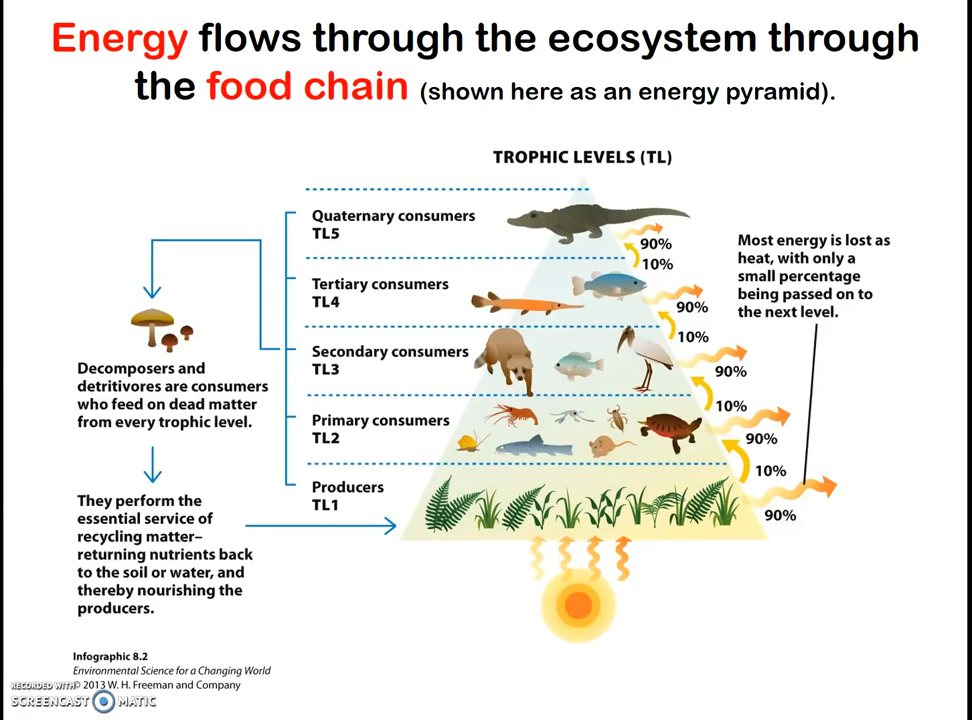 Energy flows through the ecosystem through
the food chain (shown here as an energy pyramid).
TROPHIC LEVELS (TL)
Quaternary consumers
TL5
90%
10%
Tertiary consumers
TL4
90%
10%
Secondary consumers
TL3
90%
10%
Primary consumers
TL2
90%
10%
Producers
TL1
90%
Most energy is lost as
heat, with only a
small percentage
being passed on to
the next level.
Decomposers and
detritivores are consumers
who feed on dead matter
from every trophic level.
They perform the
essential service of
recycling matter–
returning nutrients back
to the soil or water, and
thereby nourishing the
producers.
Infographic 8.2
Environmental Science for a Changing World
© 2013 W. H. Freeman and Company
RECORDED WITH
SCREENCAST MATIC